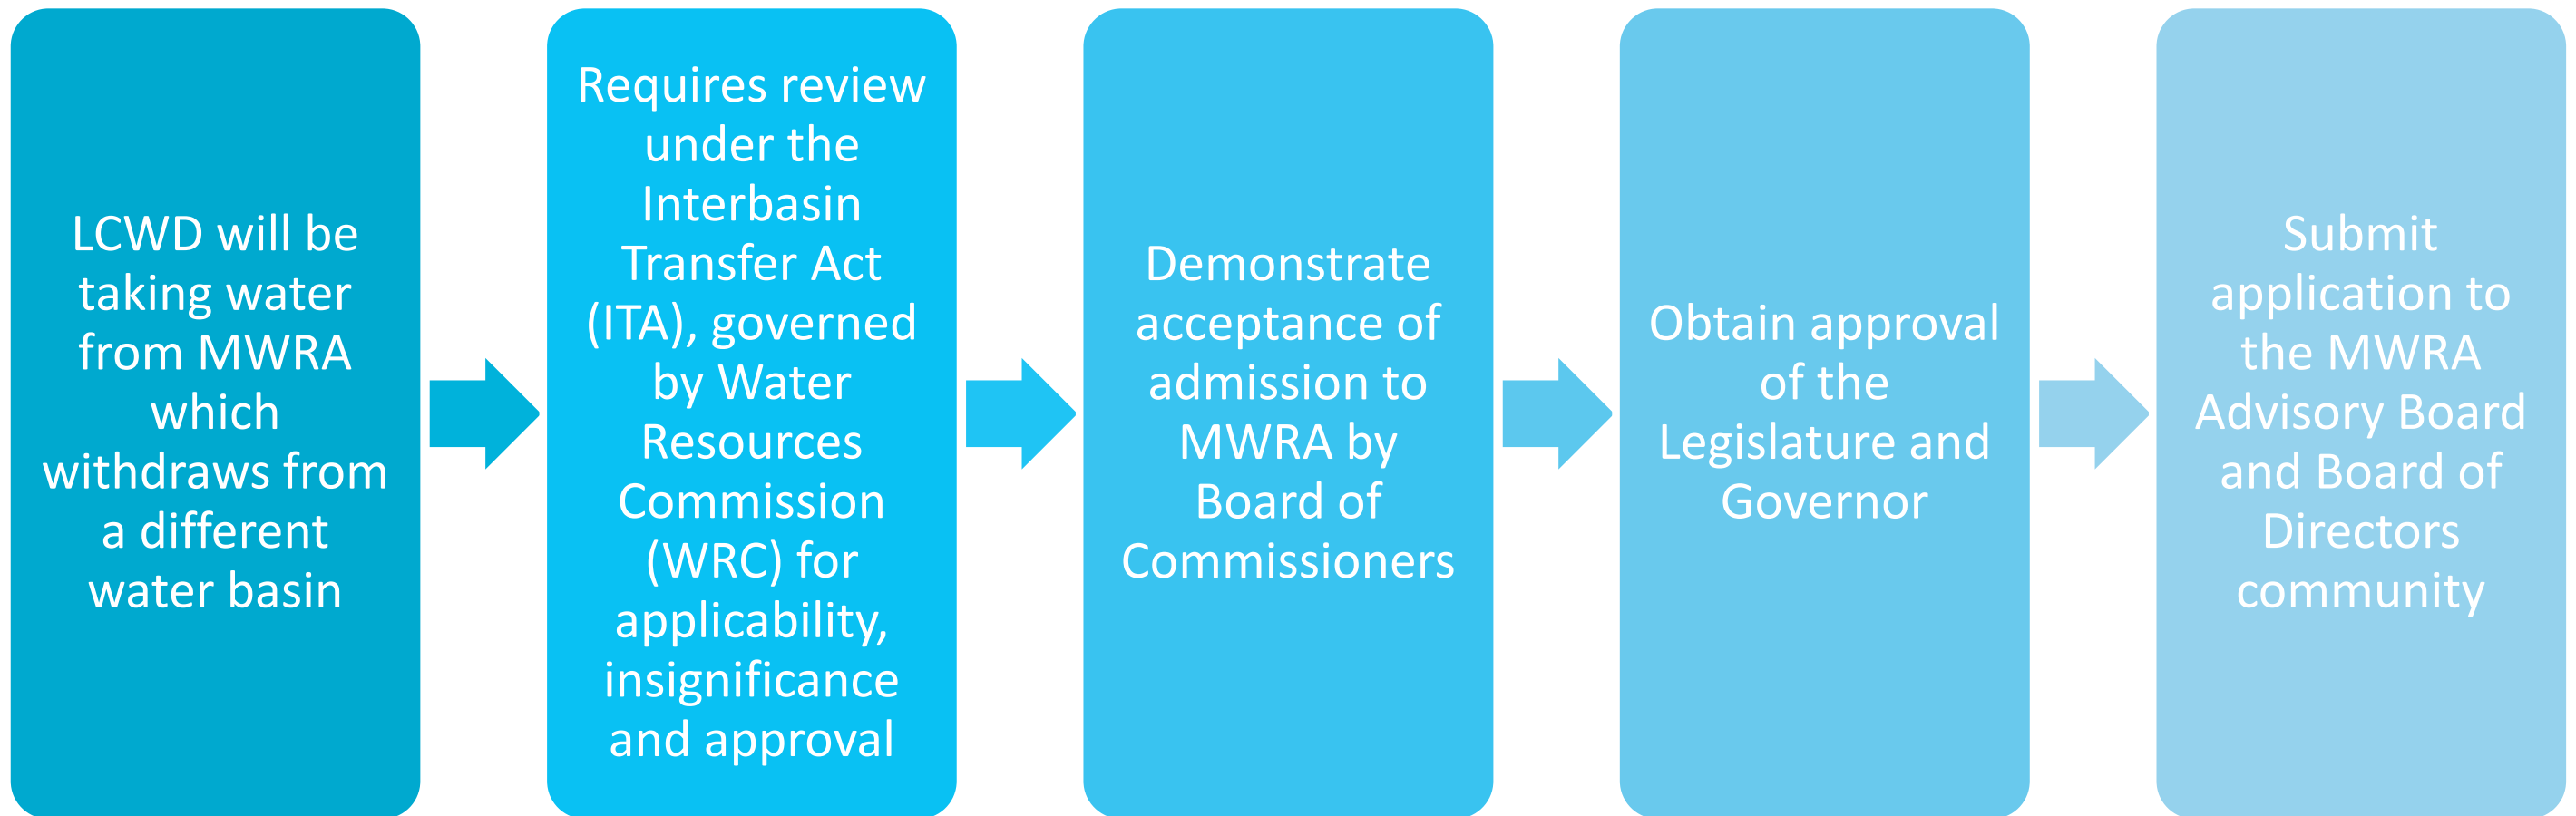 LCWD will be
taking water
from MWRA
which
withdraws from
a different
water basin
Requires review
under the
Interbasin
Transfer Act
(ITA), governed
by Water
Resources
Commission
(WRC) for
applicability,
insignificance
and approval
Demonstrate
acceptance of
admission to
MWRA by
Board of
Commissioners
Obtain approval
of the
Legislature and
Governor
Submit
application to
the MWRA
Advisory Board
and Board of
Directors
community